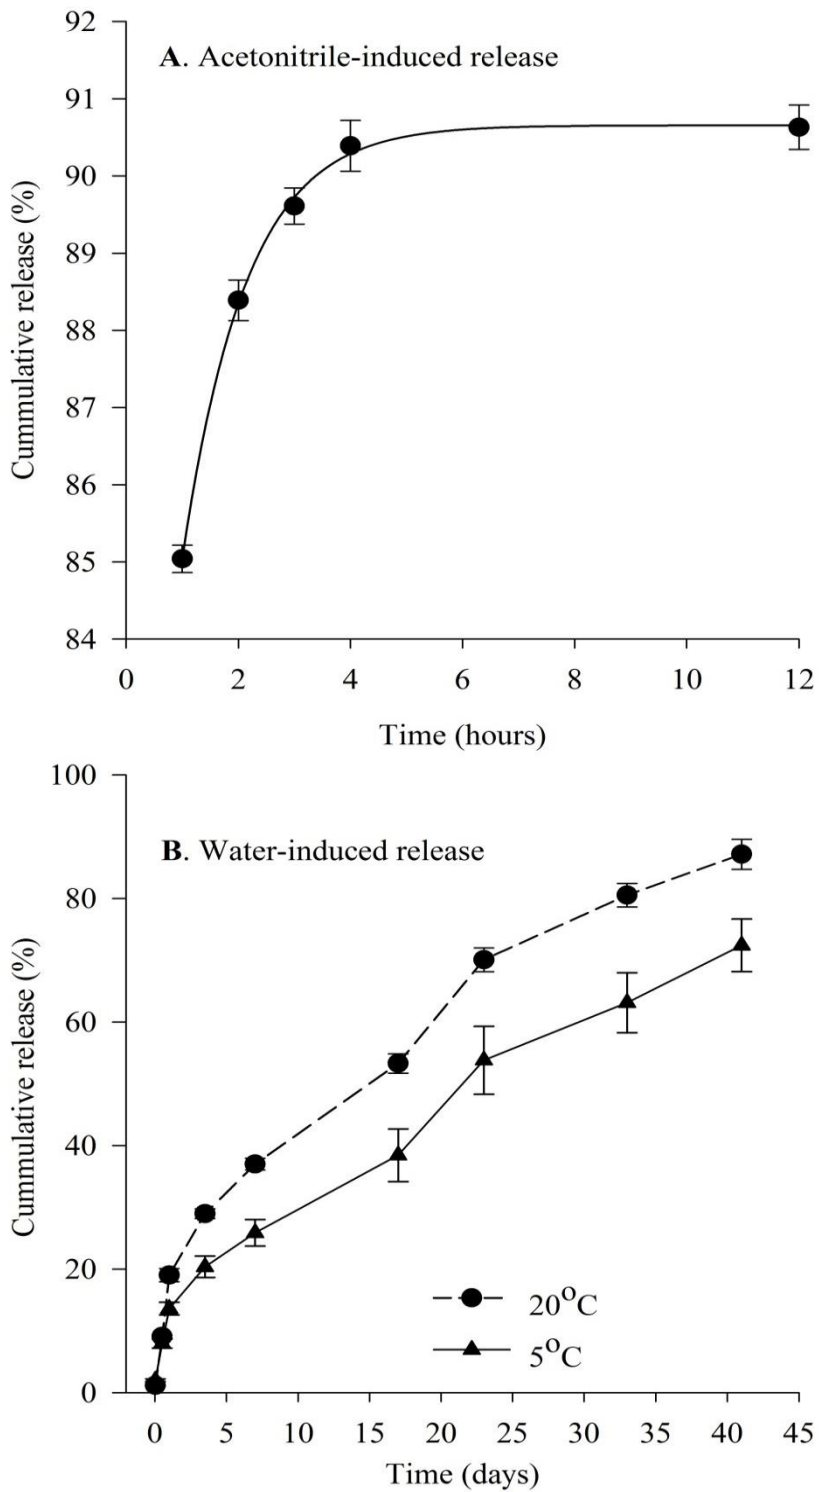 92
A. Acetonitrile-induced release
91
90
89
88
87
86
85
84
Cummulative release (%)
0 2 4 6 8 10 12
Time (hours)
100
B. Water-induced release
80
60
40
20
0
Cummulative release (%)
20°C
5°C
0 5 10 15 20 25 30 35 40 45
Time (days)